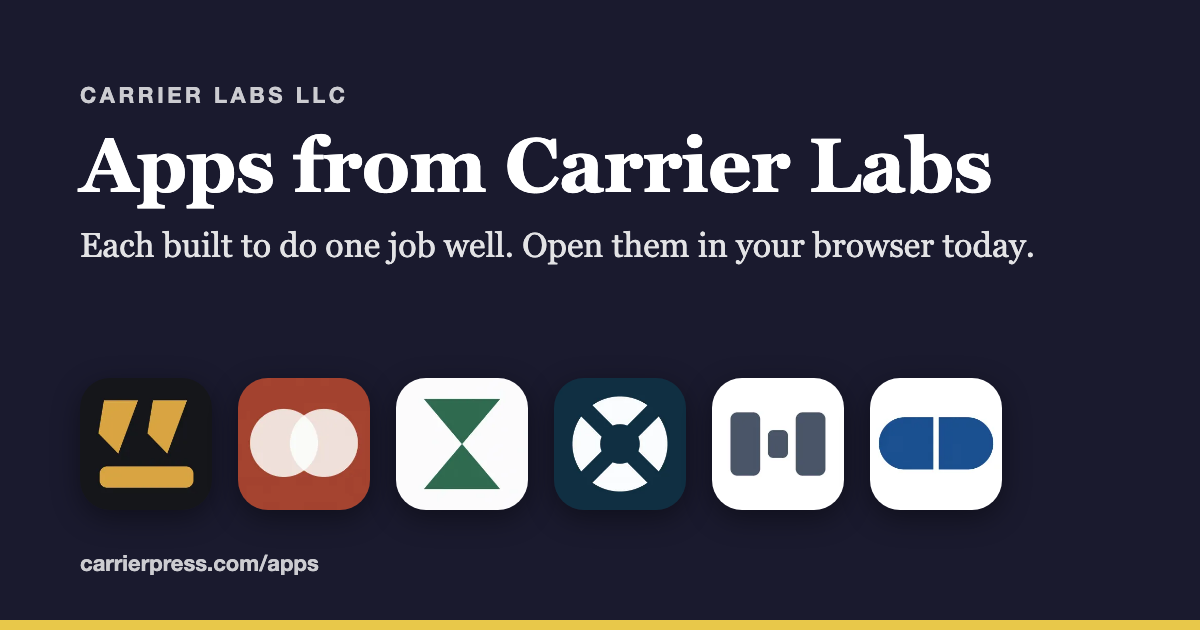 CARRIER LABS LLC
Apps from Carrier Labs
Each built to do one job well. Open them in your browser today.
carrierpress.com/apps